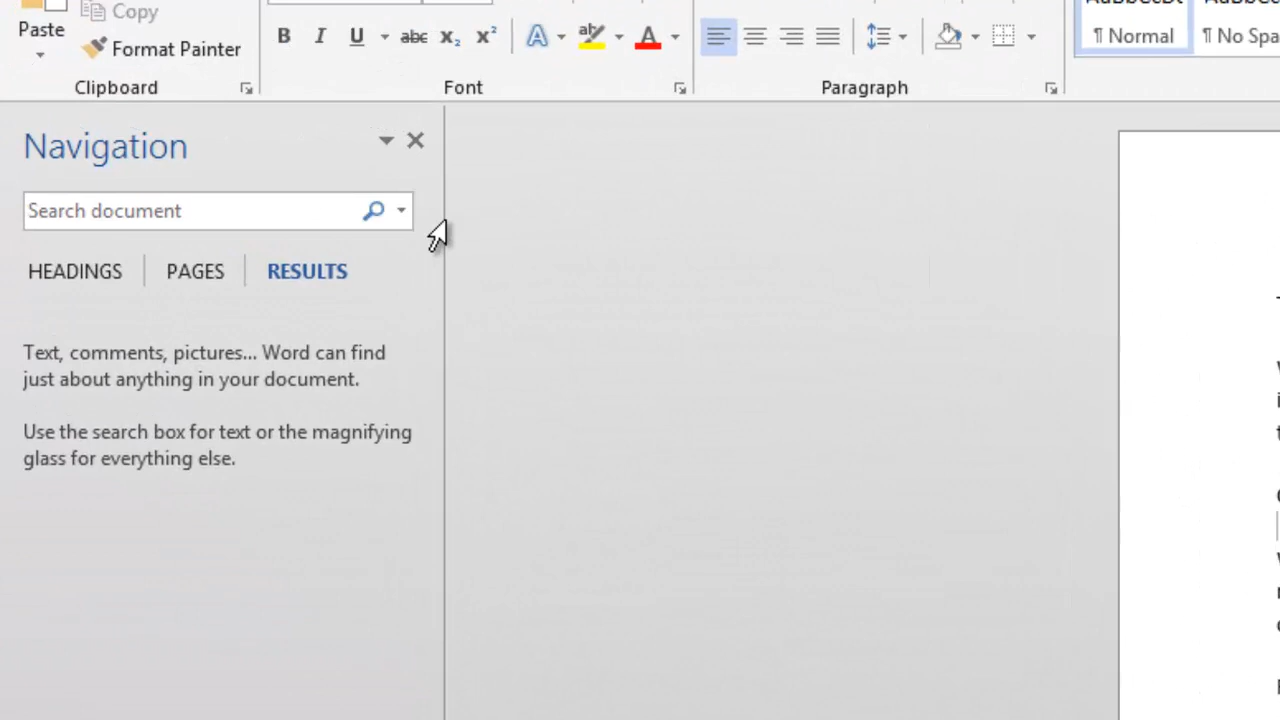 Copy
Paste
Format Painter
B I U abc X₂ X² A ab A
¶ Normal
¶ No Spa
Clipboard
Font
Paragraph
Navigation
Search document
HEADINGS
PAGES
RESULTS
Text, comments, pictures... Word can find
just about anything in your document.
Use the search box for text or the magnifying
glass for everything else.